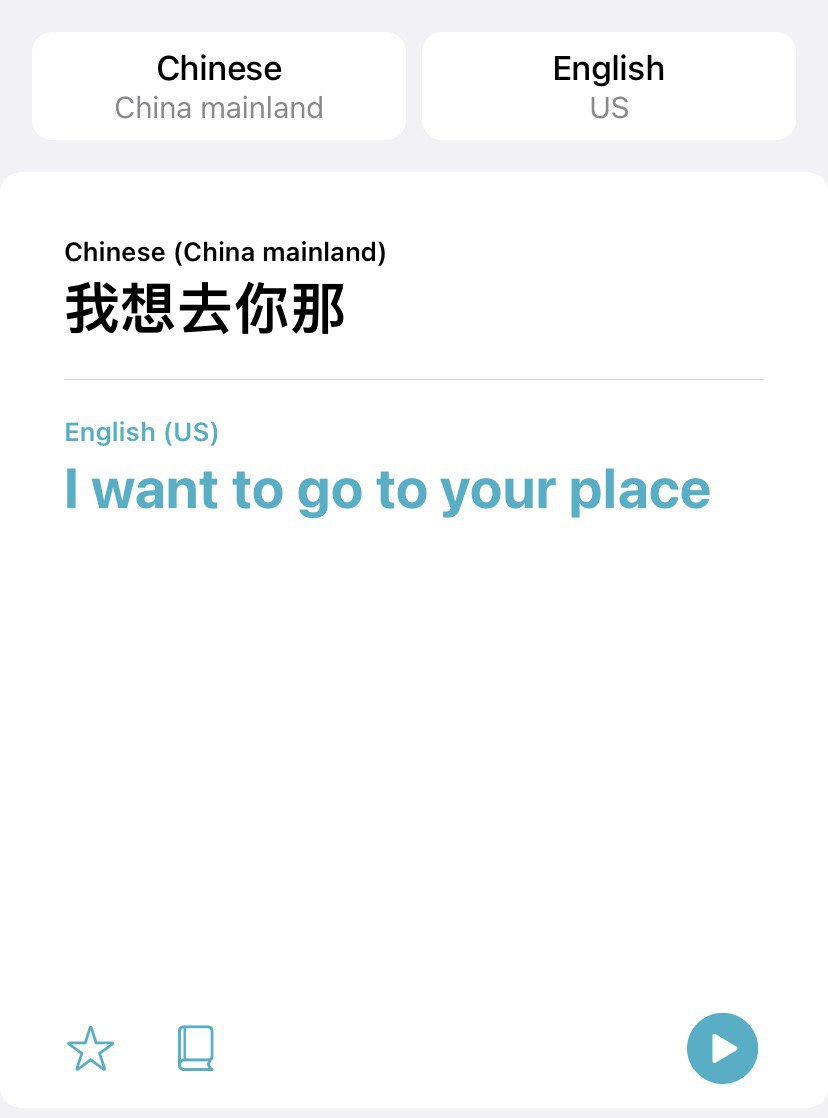 Chinese
China mainland
English
US
Chinese (China mainland)
我想去你那
English (US)
I want to go to your place